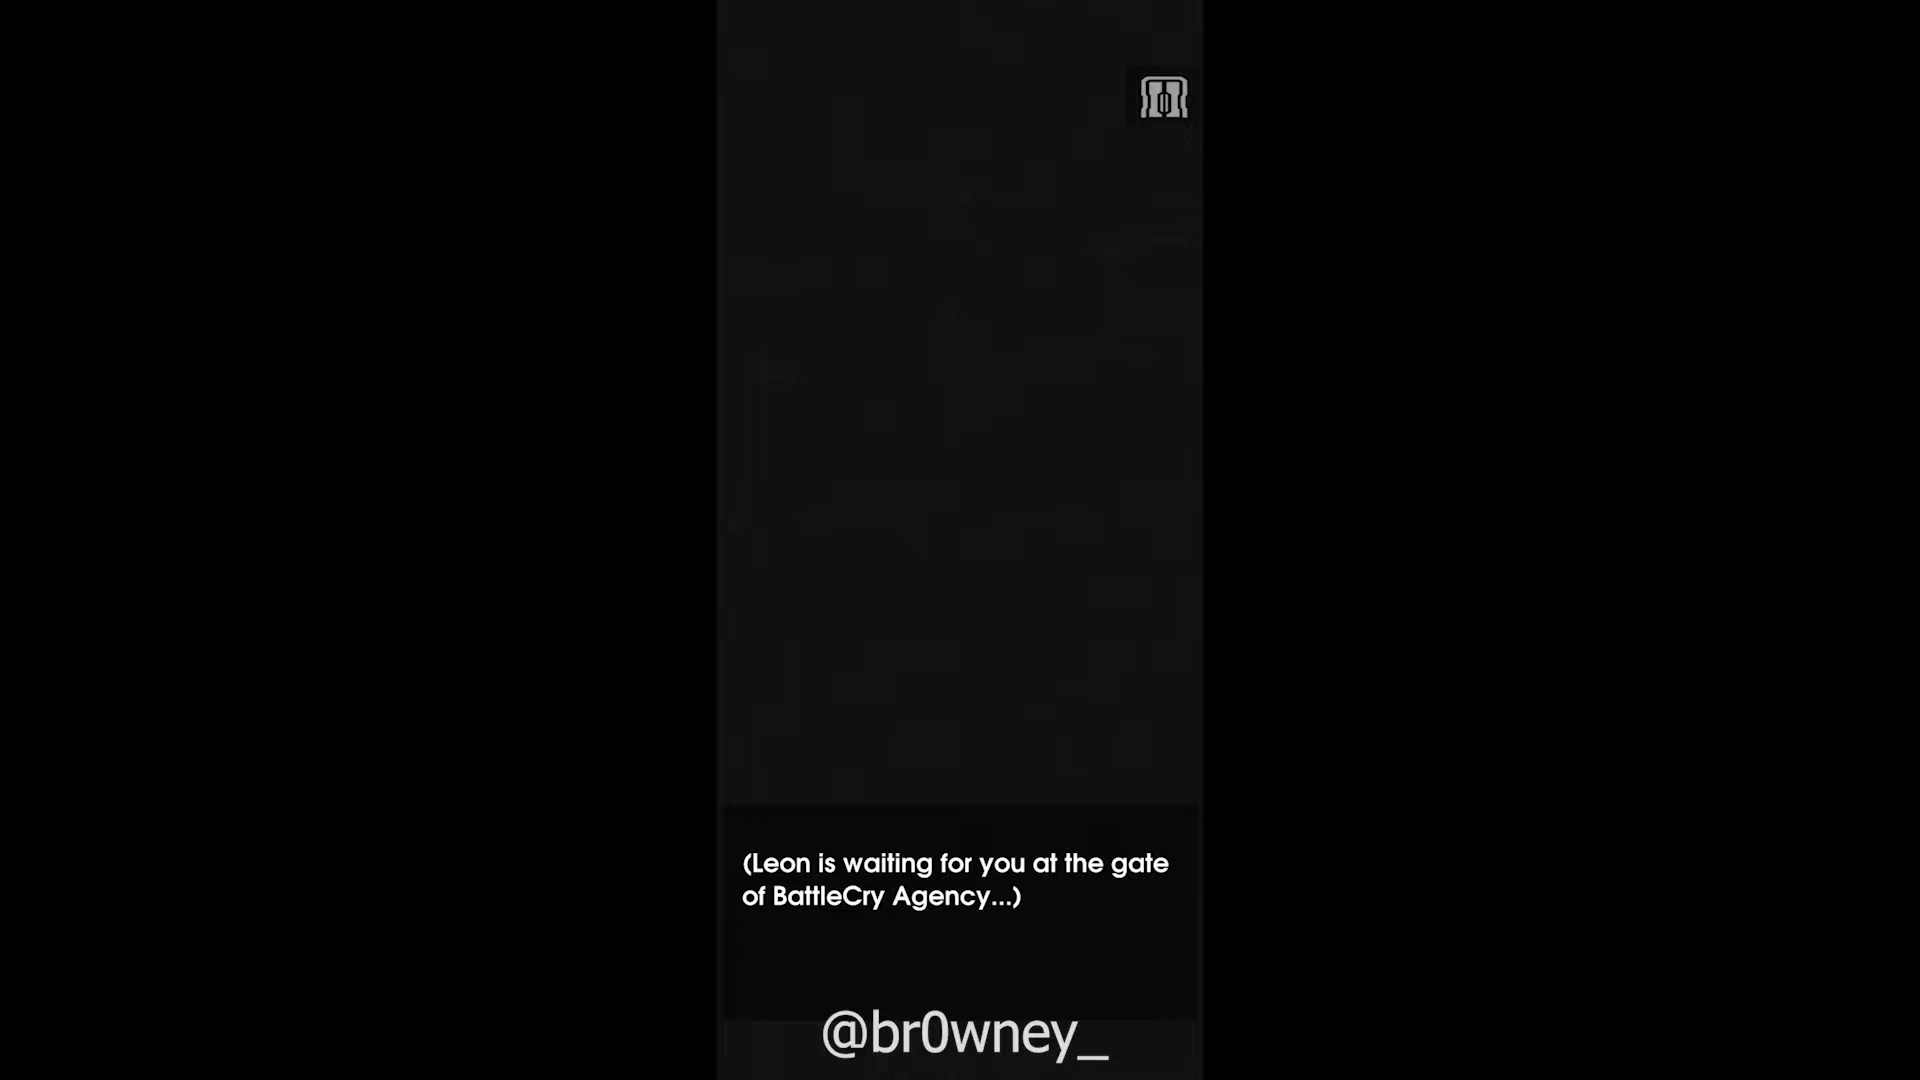 (Leon is waiting for you at the gate
of BattleCry Agency...)
@br0wney_